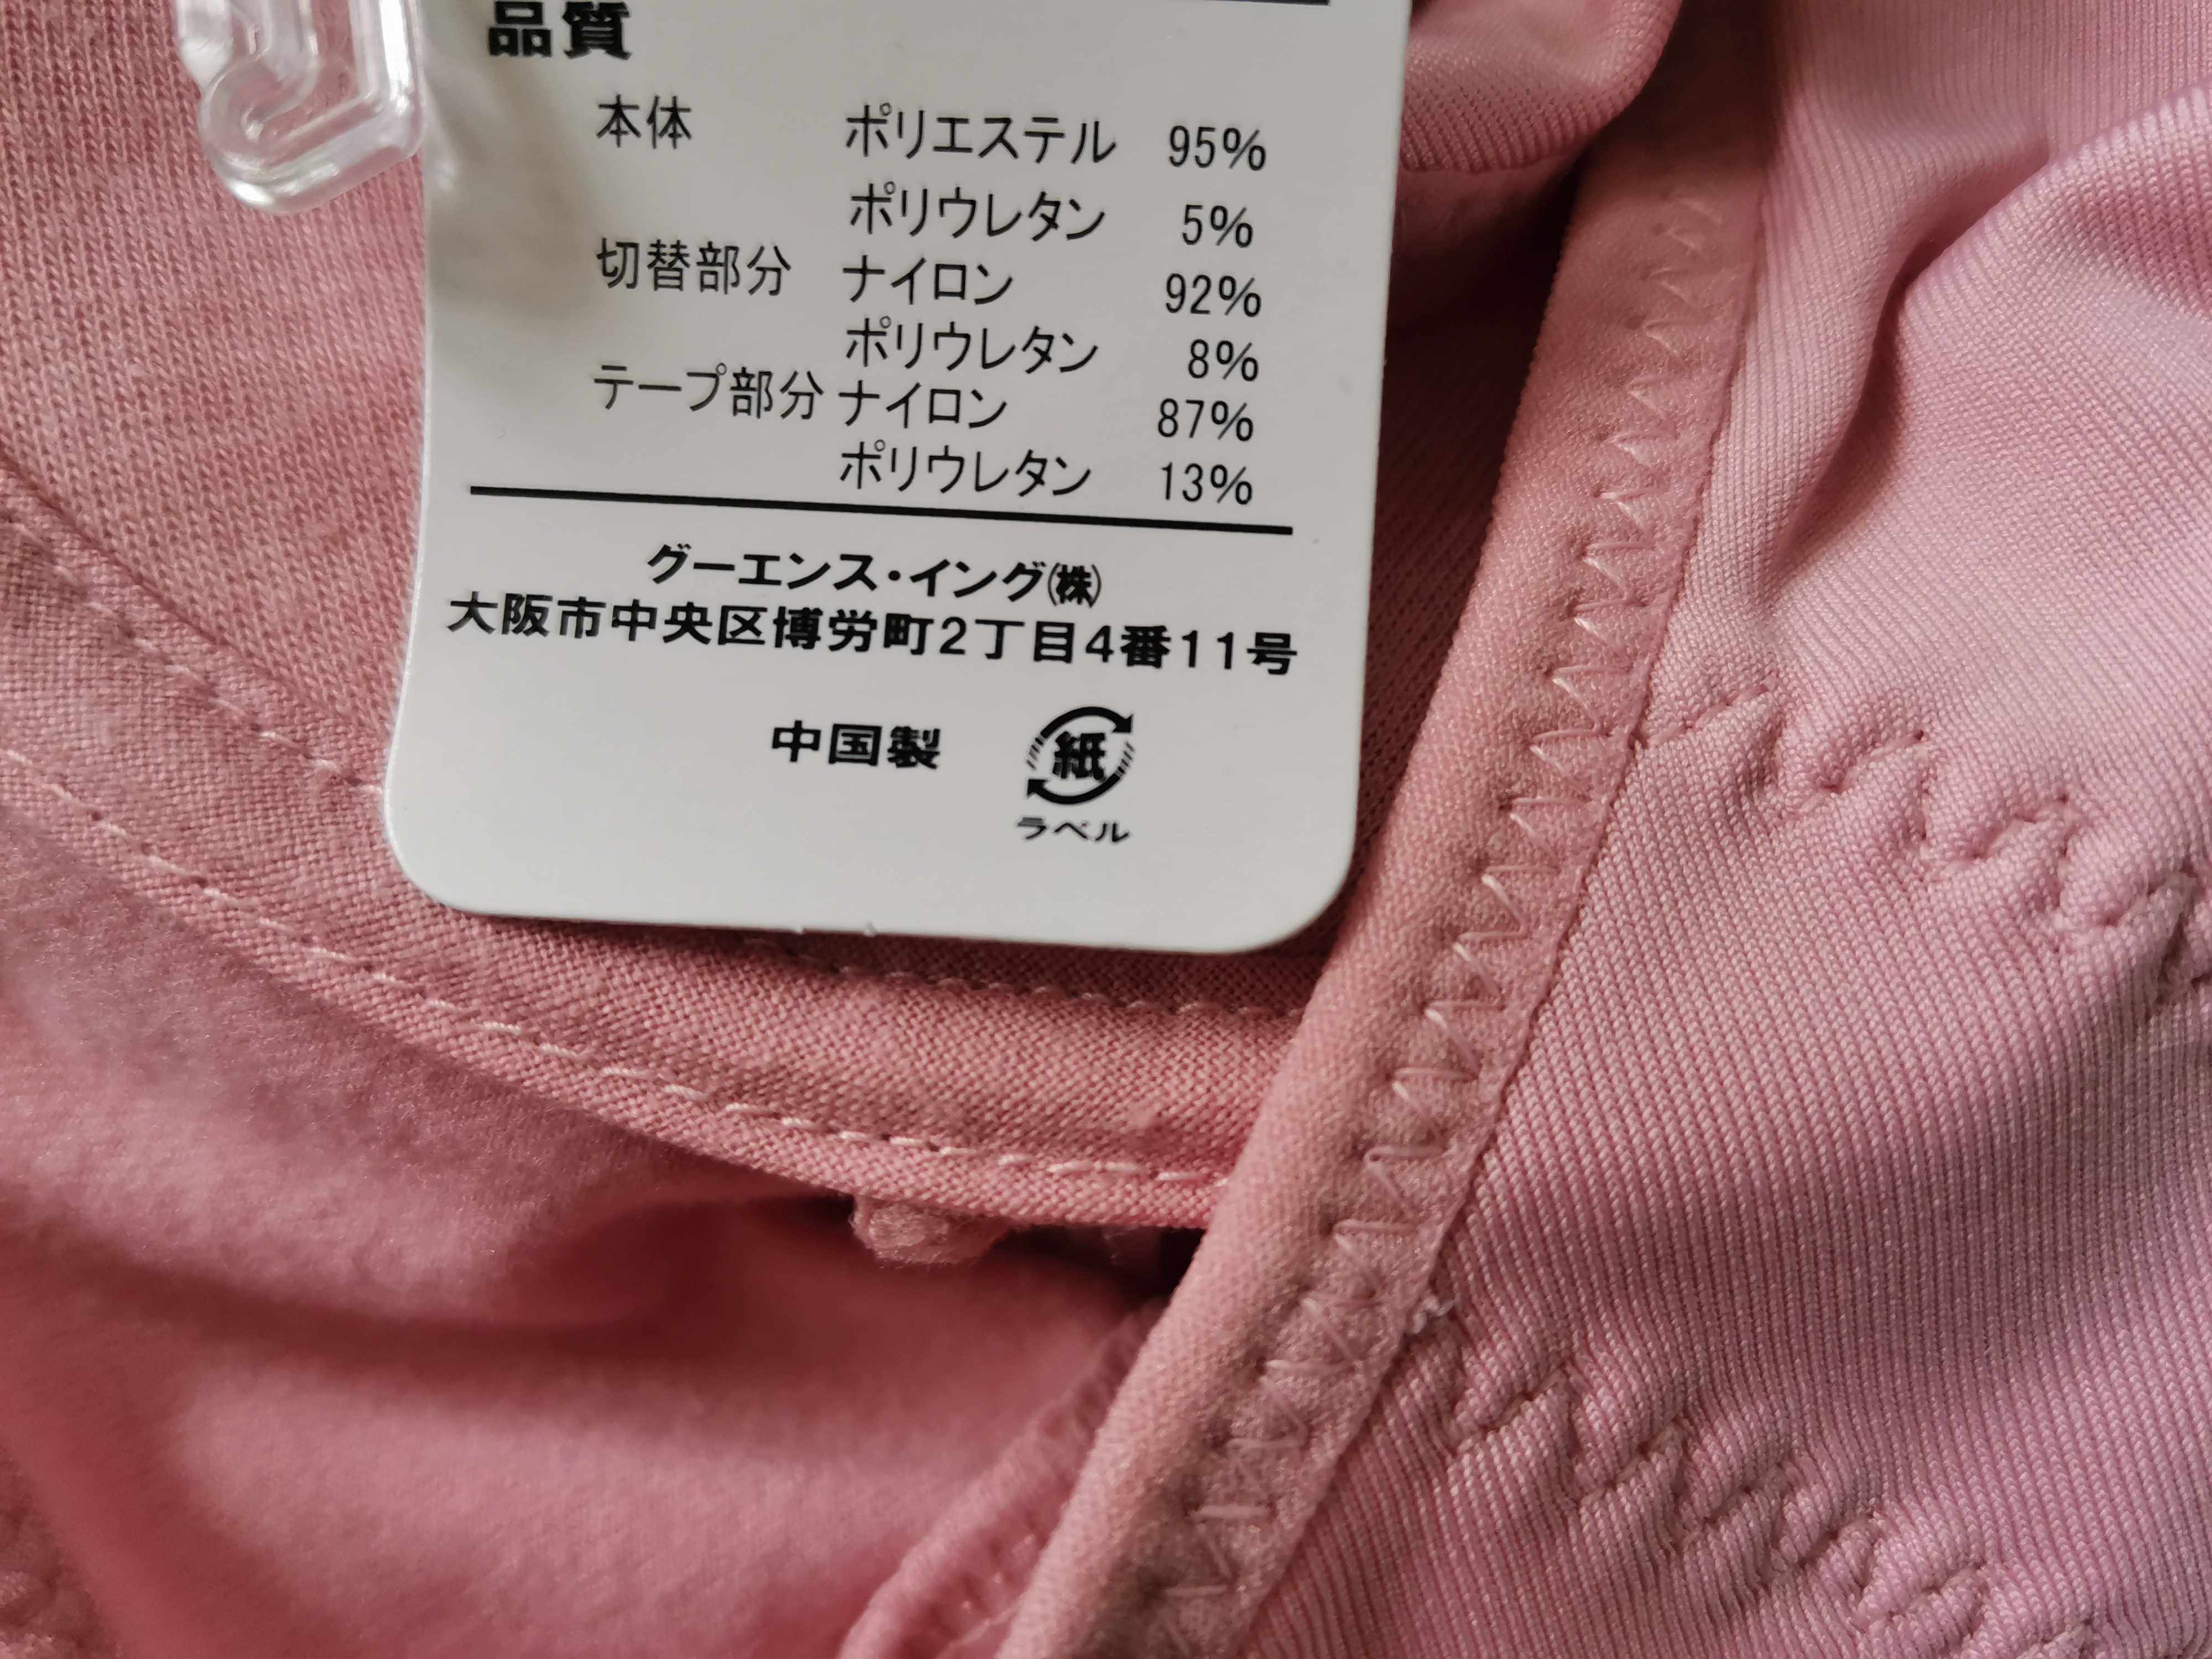 品質
本体 ポリエステル 95%
ポリウレタン 5%
切替部分 ナイロン 92%
ポリウレタン 8%
テープ部分 ナイロン 87%
ポリウレタン 13%
グーエンス・イング㈱
大阪市中央区博労町2丁目4番11号
中国製 紙
ラベル